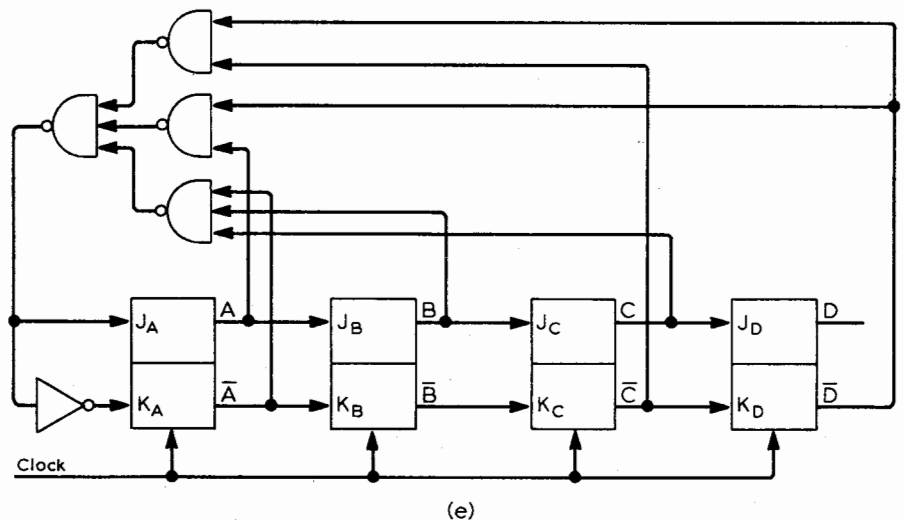 A B C D
J_A J_B J_C J_D
A̅ B̅ C̅ D̅
K_A K_B K_C K_D
Clock
(e)